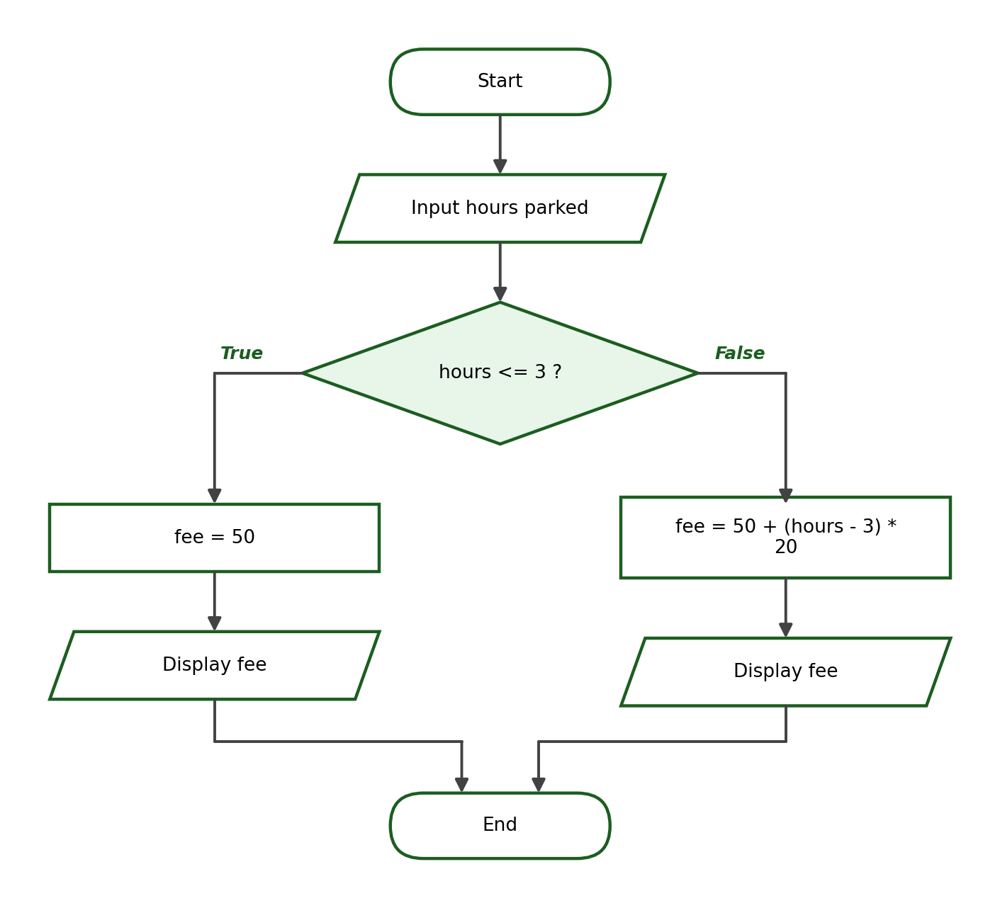 Start
Input hours parked
hours <= 3 ?
True
False
fee = 50
fee = 50 + (hours - 3) *
20
Display fee
Display fee
End